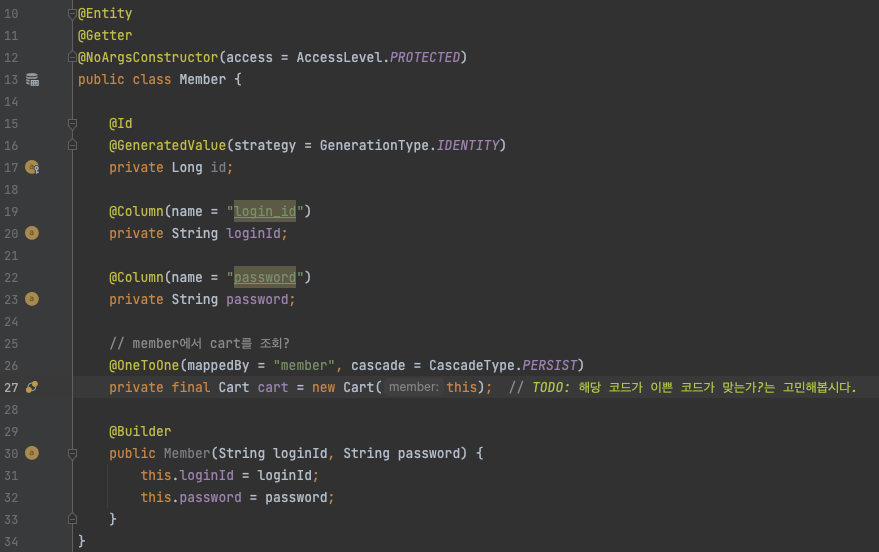 10 @Entity
11 @Getter
12 @NoArgsConstructor(access = AccessLevel.PROTECTED)
13 public class Member {
14
15 @Id
16 @GeneratedValue(strategy = GenerationType.IDENTITY)
17 private Long id;
18
19 @Column(name = "login_id")
20 private String loginId;
21
22 @Column(name = "password")
23 private String password;
24
25 // member에서 cart를 조회?
26 @OneToOne(mappedBy = "member", cascade = CascadeType.PERSIST)
27 private final Cart cart = new Cart( member: this); // TODO: 해당 코드가 이쁜 코드가 맞는가?는 고민해봅시다.
28
29 @Builder
30 public Member(String loginId, String password) {
31 this.loginId = loginId;
32 this.password = password;
33 }
34 }